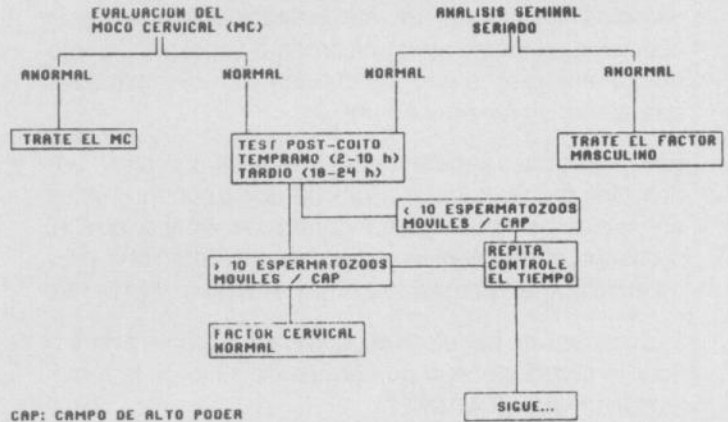 EVALUACION DEL
MOCO CERVICAL (MC)
ANALISIS SEMINAL
SERIADO
ANORMAL
NORMAL
NORMAL
ANORMAL
TRATE EL MC
TEST POST-COITO
TEMPRANO (2-10 h)
TARDIO (18-24 h)
TRATE EL FACTOR
MASCULINO
< 10 ESPERMATOZOOS
MOVILES / CAP
> 10 ESPERMATOZOOS
MOVILES / CAP
REPITA,
CONTROLE
EL TIEMPO
FACTOR CERVICAL
NORMAL
SIGUE...
CAP: CAMPO DE ALTO PODER